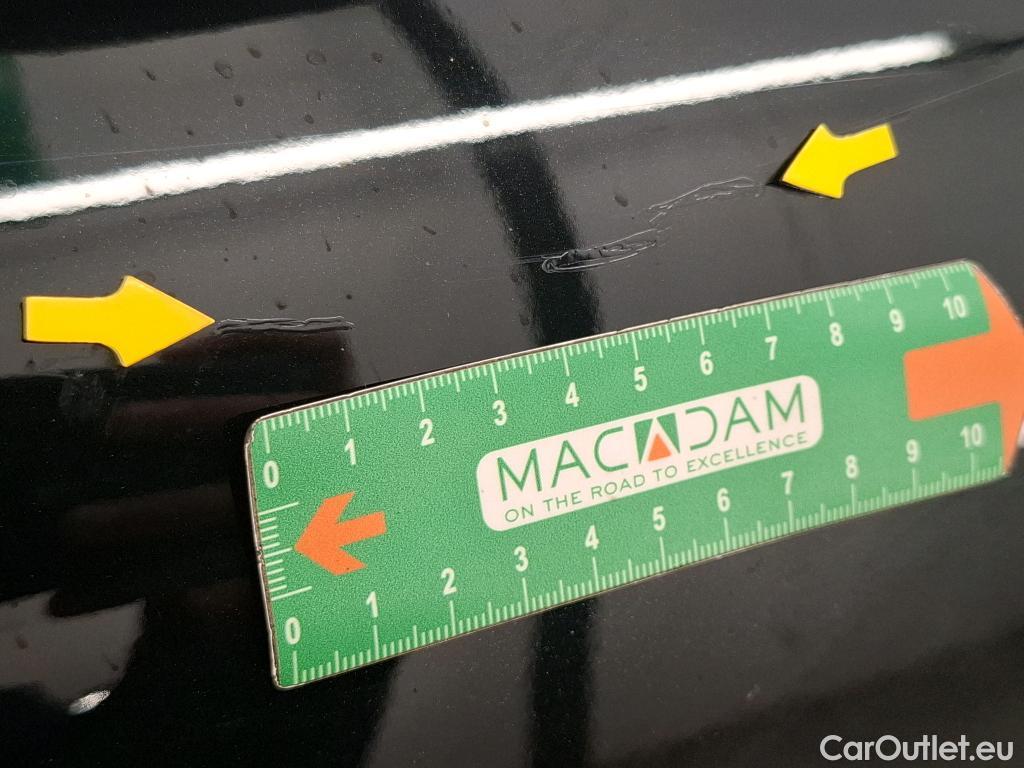 0 1 2 3 4 5 6 7 8 9 10
MACADAM
ON THE ROAD TO EXCELLENCE
0 1 2 3 4 5 6 7 8 9 10
CarOutlet.eu